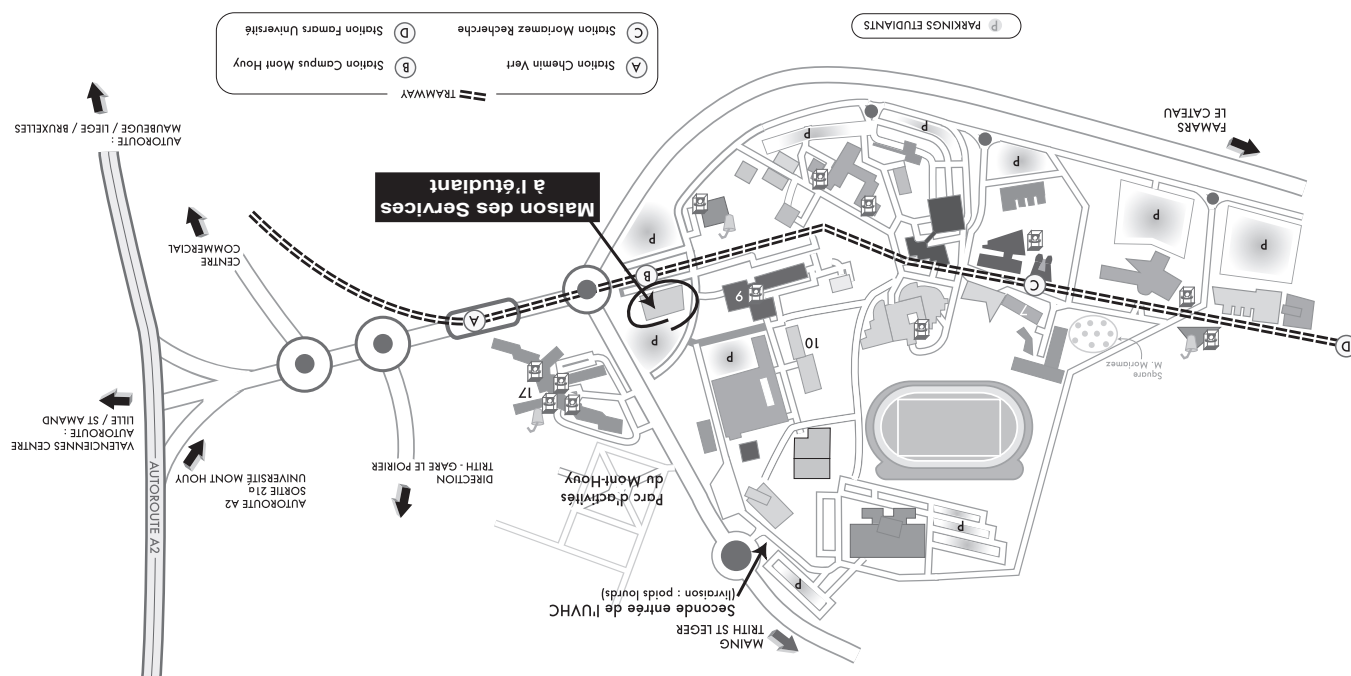 MAING
TRITH ST LEGER
Seconde entrée de l'UVHC
(livraison : poids lourds)
P
P
AUTOROUTE A2
Parc d'activités
du Mont-Houy
AUTOROUTE A2
SORTIE 21a
UNIVERSITÉ MONT HOUY
DIRECTION
TRITH - GARE LE POIRIER
VALENCIENNES CENTRE
AUTOROUTE :
LILLE / ST AMAND
17
Square
M. Moriamez
10
P
P
D
A
6
C
B
P
P
P
CENTRE
COMMERCIAL
Maison des Services
à l'étudiant
P
P
P
AUTOROUTE :
MAUBEUGE / LIEGE / BRUXELLES
FAMARS
LE CATEAU
TRAMWAY
A Station Chemin Vert
B Station Campus Mont Houy
C Station Moriamez Recherche
D Station Famars Université
P PARKINGS ETUDIANTS